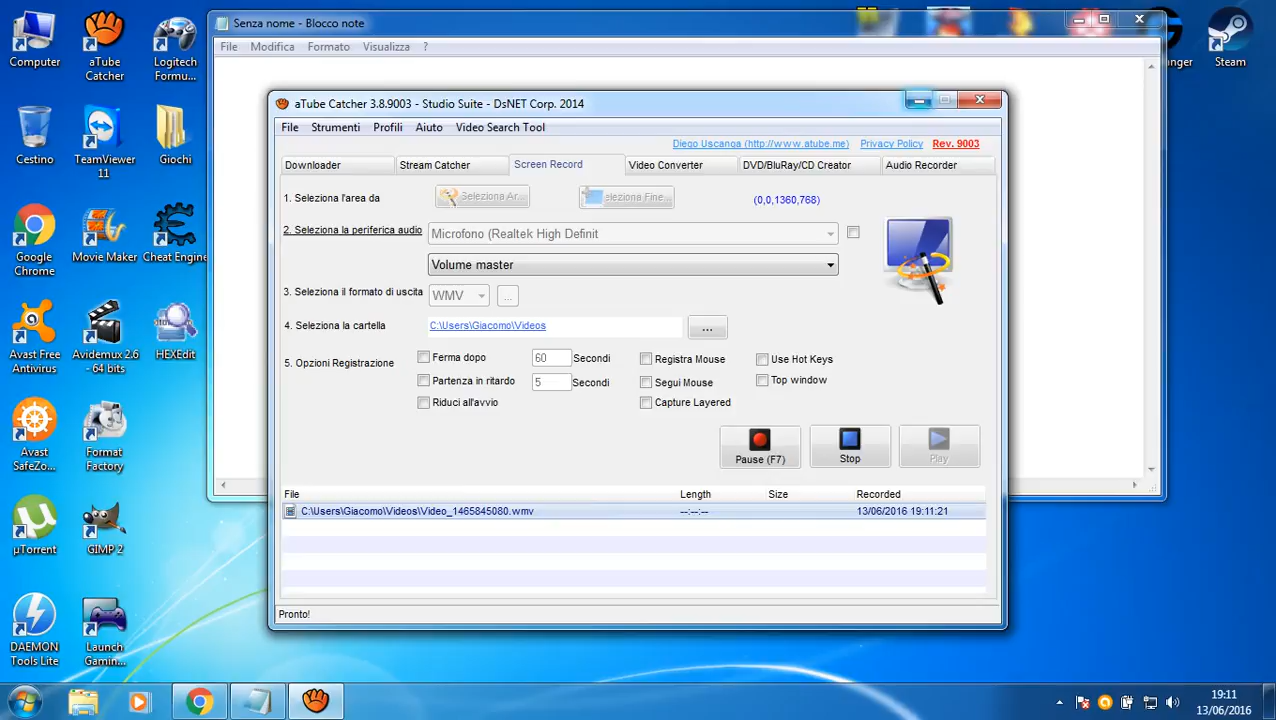 Senza nome - Blocco note
File Modifica Formato Visualizza ?
Computer
aTube Catcher
Logitech Formu...
Cestino
TeamViewer 11
Giochi
Google Chrome
Movie Maker
Cheat Engine
Avast Free Antivirus
Avidemux 2.6 - 64 bits
HEXEdit
Avast SafeZo...
Format Factory
µTorrent
GIMP 2
DAEMON Tools Lite
Launch Gamin...
Steam
aTube Catcher 3.8.9003 - Studio Suite - DsNET Corp. 2014
File Strumenti Profili Aiuto Video Search Tool
Diego Uscanga (http://www.atube.me) Privacy Policy Rev. 9003
Downloader Stream Catcher Screen Record Video Converter DVD/BluRay/CD Creator Audio Recorder
1. Seleziona l'area da Seleziona Ar... eleziona Fine... (0,0,1360,768)
2. Seleziona la periferica audio Microfono (Realtek High Definit
Volume master
3. Seleziona il formato di uscita WMV ...
4. Seleziona la cartella C:\Users\Giacomo\Videos ...
5. Opzioni Registrazione
Ferma dopo 60 Secondi Registra Mouse Use Hot Keys
Partenza in ritardo 5 Secondi Segui Mouse Top window
Riduci all'avvio Capture Layered
Pause (F7) Stop Play
File Length Size Recorded
C:\Users\Giacomo\Videos\Video_1465845080.wmv --:--:-- 13/06/2016 19:11:21
Pronto!
19:11
13/06/2016